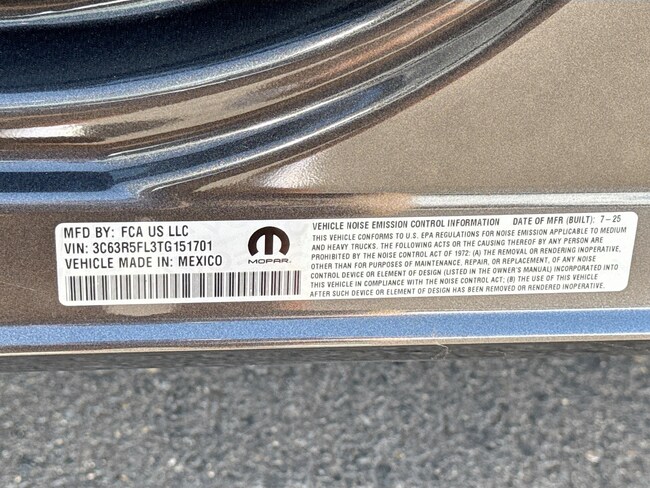 MFD BY: FCA US LLC
VIN: 3C63R5FL3TG151701
VEHICLE MADE IN: MEXICO
MOPAR.
VEHICLE NOISE EMISSION CONTROL INFORMATION DATE OF MFR (BUILT): 7-25
THIS VEHICLE CONFORMS TO U.S. EPA REGULATIONS FOR NOISE EMISSION APPLICABLE TO MEDIUM
AND HEAVY TRUCKS. THE FOLLOWING ACTS OR THE CAUSING THEREOF BY ANY PERSON ARE
PROHIBITED BY THE NOISE CONTROL ACT OF 1972: (A) THE REMOVAL OR RENDERING INOPERATIVE,
OTHER THAN FOR PURPOSES OF MAINTENANCE, REPAIR, OR REPLACEMENT, OF ANY NOISE
CONTROL DEVICE OR ELEMENT OF DESIGN (LISTED IN THE OWNER'S MANUAL) INCORPORATED INTO
THIS VEHICLE IN COMPLIANCE WITH THE NOISE CONTROL ACT; (B) THE USE OF THIS VEHICLE
AFTER SUCH DEVICE OR ELEMENT OF DESIGN HAS BEEN REMOVED OR RENDERED INOPERATIVE.